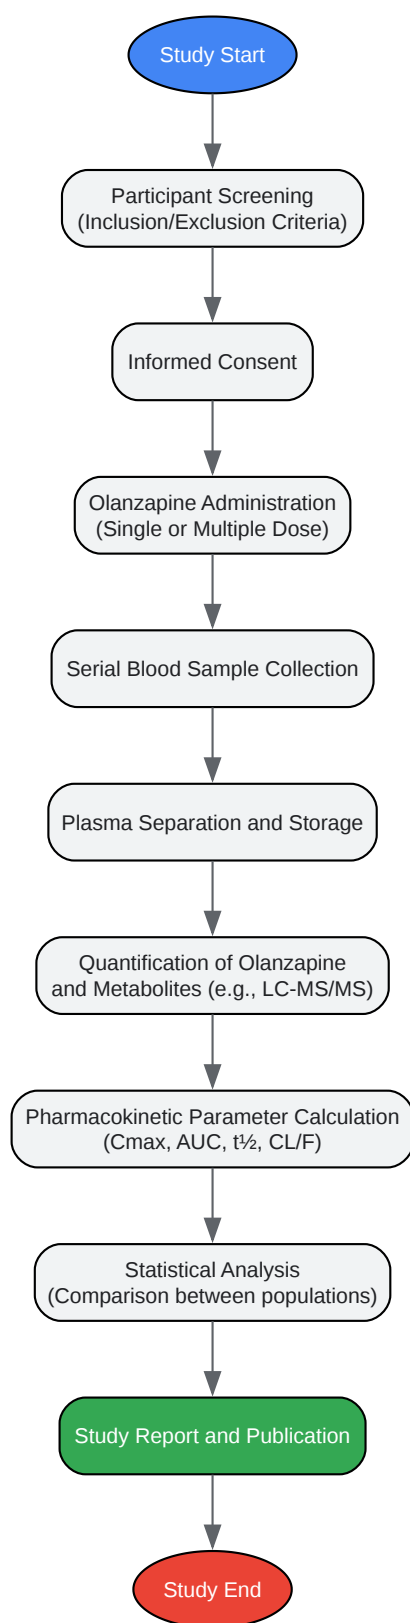 Study Start
Participant Screening
(Inclusion/Exclusion Criteria)
Informed Consent
Olanzapine Administration
(Single or Multiple Dose)
Serial Blood Sample Collection
Plasma Separation and Storage
Quantification of Olanzapine
and Metabolites (e.g., LC-MS/MS)
Pharmacokinetic Parameter Calculation
(Cmax, AUC, t½, CL/F)
Statistical Analysis
(Comparison between populations)
Study Report and Publication
Study End